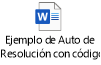 W
Ejemplo de Auto de
Resolución con código